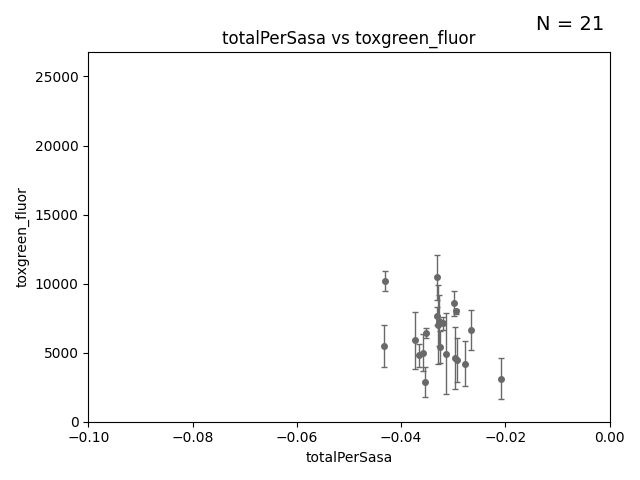 N = 21
totalPerSasa vs toxgreen_fluor
25000
20000
15000
10000
5000
0
toxgreen_fluor
−0.10 −0.08 −0.06 −0.04 −0.02 0.00
totalPerSasa